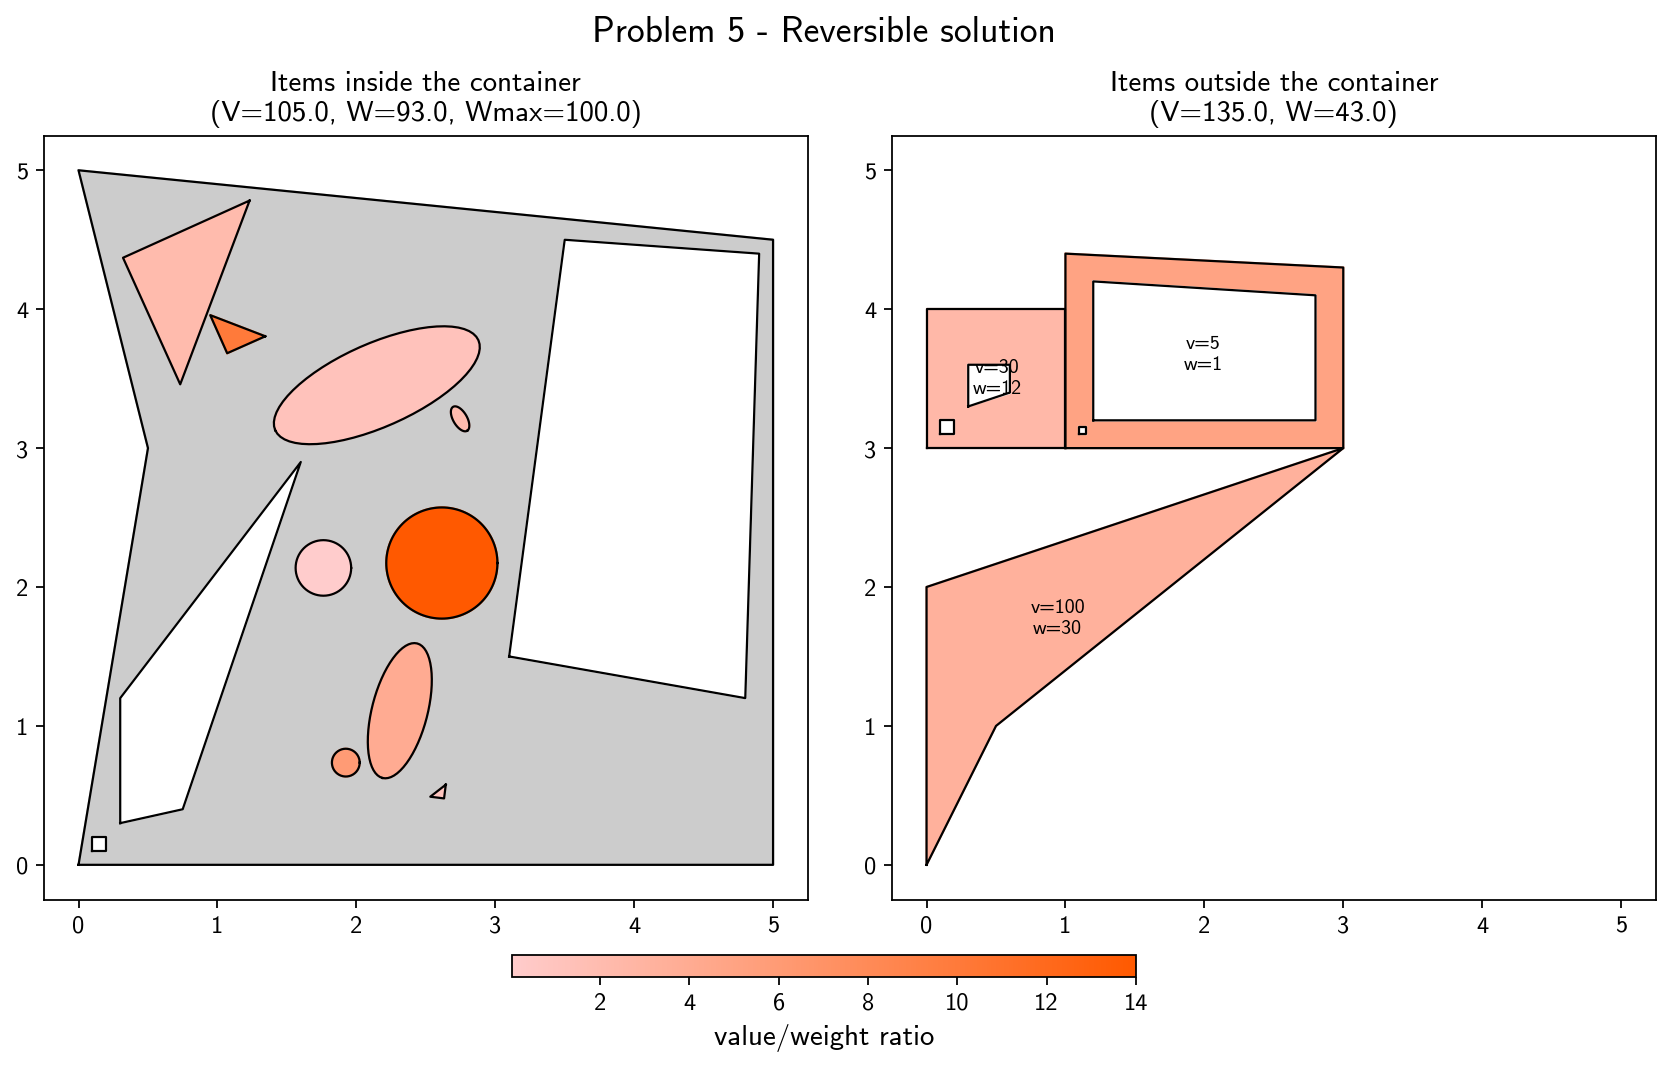 Problem 5 - Reversible solution
Items inside the container
(V=105.0, W=93.0, Wmax=100.0)
5
4
3
2
1
0
0 1 2 3 4 5
Items outside the container
(V=135.0, W=43.0)
5
4
3
2
1
0
v=30
w=12
v=5
w=1
v=100
w=30
0 1 2 3 4 5
2 4 6 8 10 12 14
value/weight ratio